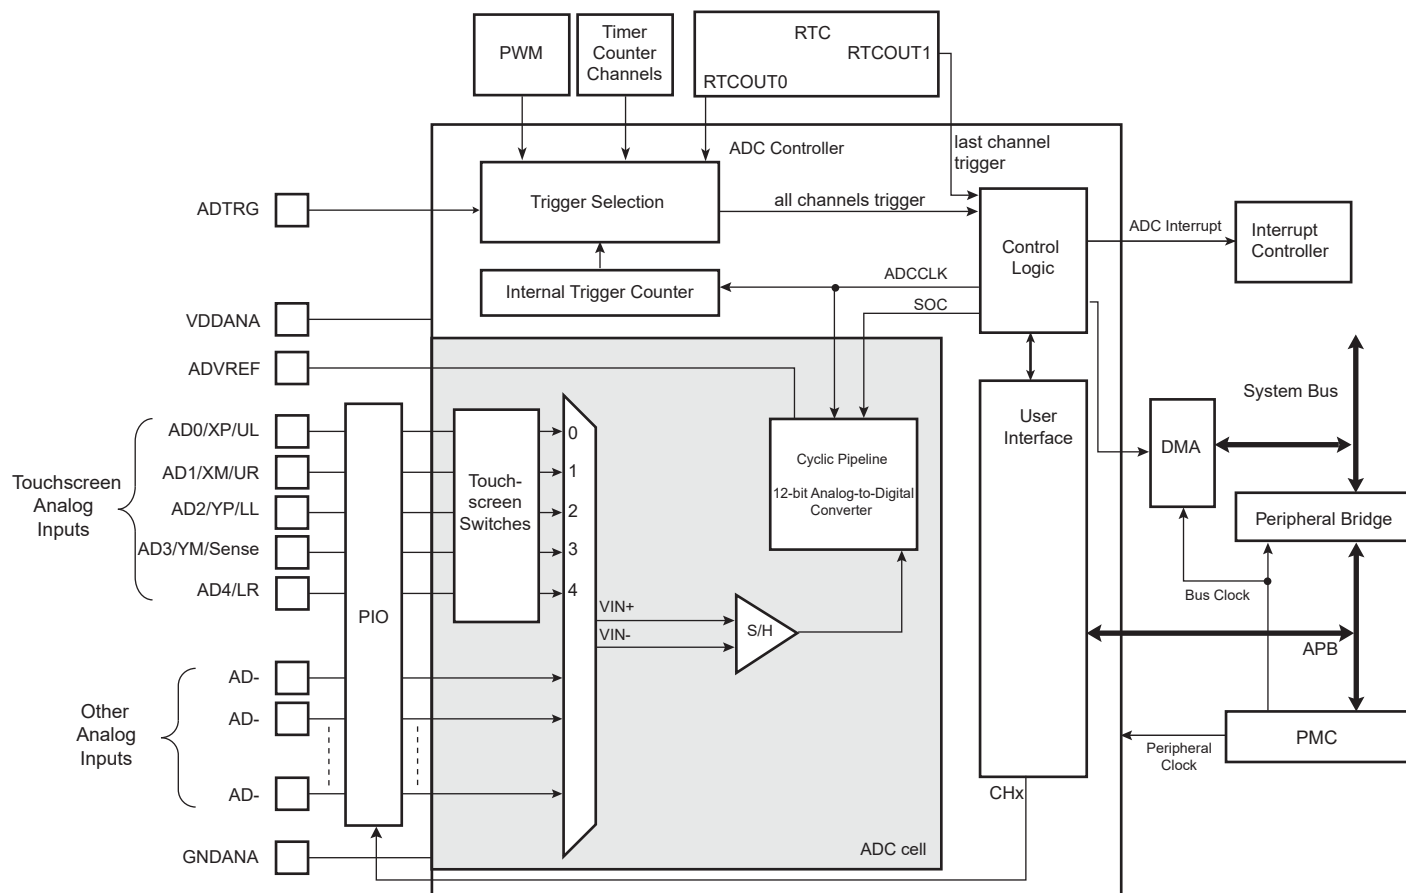 PWM
Timer
Counter
Channels
RTC
RTCOUT1
RTCOUT0
ADC Controller
last channel
trigger
ADTRG
Trigger Selection
all channels trigger
Control
Logic
ADC Interrupt
Interrupt
Controller
Internal Trigger Counter
ADCCLK
SOC
VDDANA
ADVREF
System Bus
Touchscreen
Analog
Inputs
AD0/XP/UL
AD1/XM/UR
AD2/YP/LL
AD3/YM/Sense
AD4/LR
PIO
Touch-
screen
Switches
0
1
2
3
4
Cyclic Pipeline
12-bit Analog-to-Digital
Converter
User
Interface
DMA
Peripheral Bridge
Bus Clock
VIN+
VIN-
S/H
APB
Other
Analog
Inputs
AD-
AD-
AD-
PMC
Peripheral
Clock
CHx
GNDANA
ADC cell